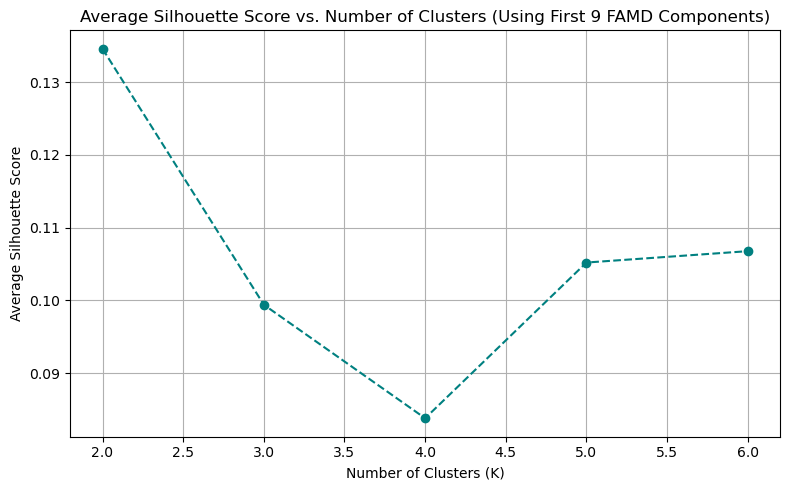 Average Silhouette Score vs. Number of Clusters (Using First 9 FAMD Components)
Average Silhouette Score
0.13
0.12
0.11
0.10
0.09
2.0 2.5 3.0 3.5 4.0 4.5 5.0 5.5 6.0
Number of Clusters (K)